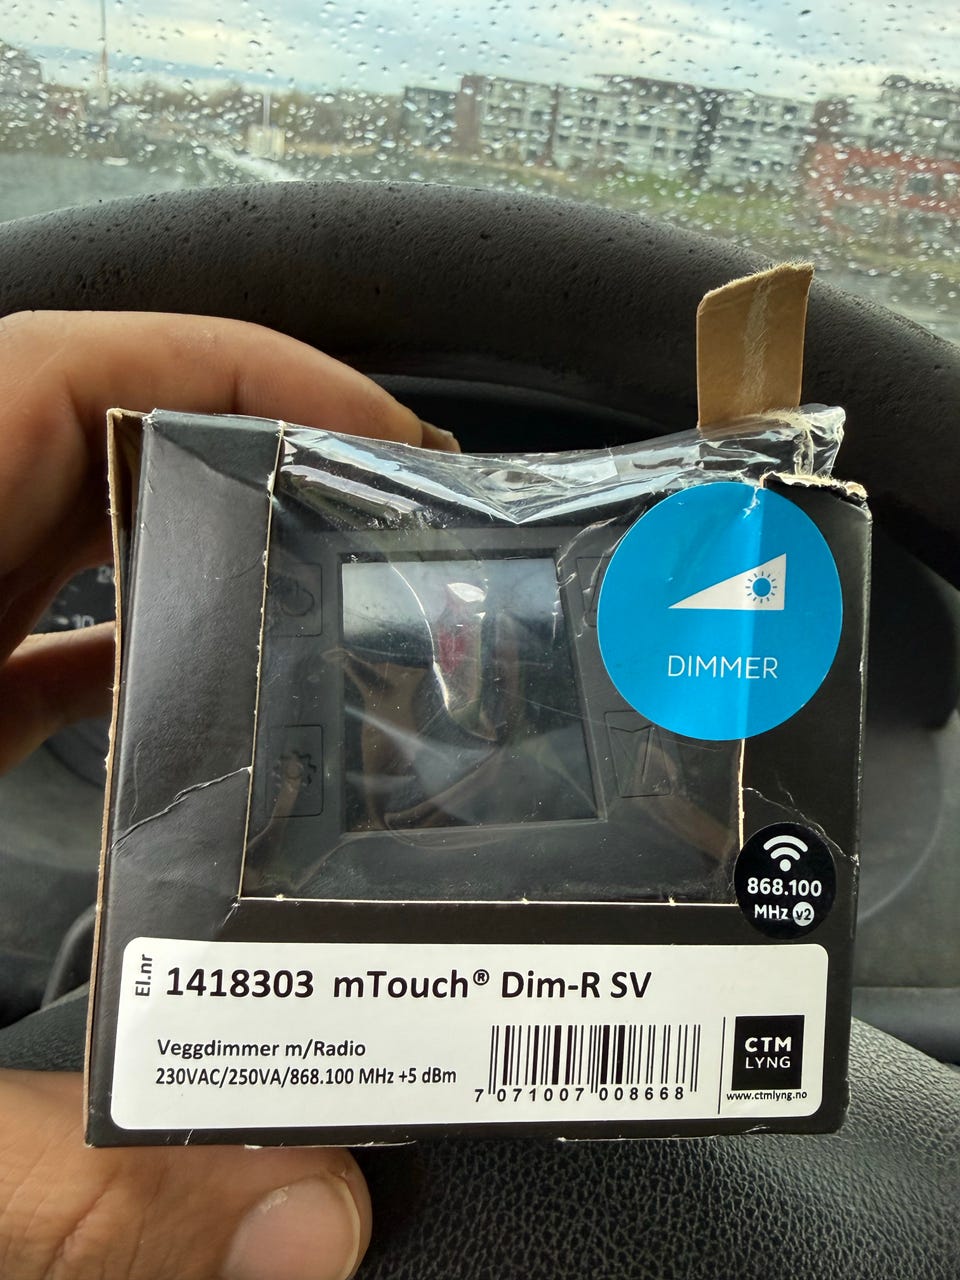 DIMMER
868.100
MHz v2
El.nr
1418303 mTouch® Dim-R SV
Veggdimmer m/Radio
230VAC/250VA/868.100 MHz +5 dBm
7 071007 008668
CTM
LYNG
www.ctmlyng.no